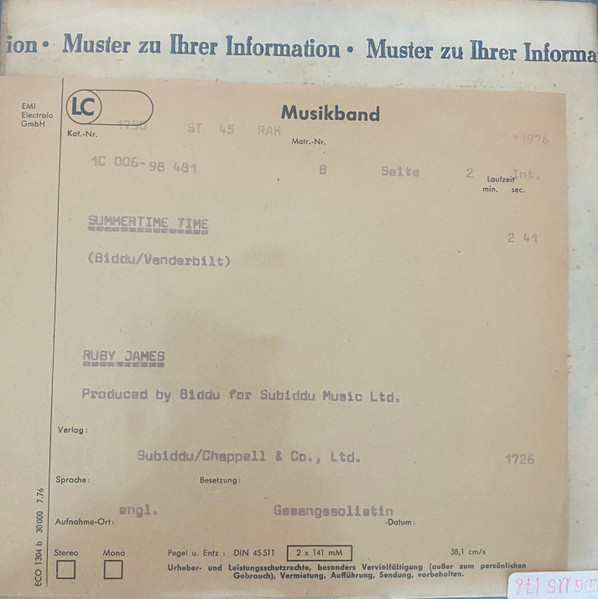 ion • Muster zu Ihrer Information • Muster zu Ihrer Informa
EMI
Electrola
GmbH
LC
Musikband
Kat.-Nr.
1750 ST 45 RAK
Matr.-Nr.
1976
1C 006-98 481 B Seite 2 Int.
Laufzeit
min. sec.
SUMMERTIME TIME
2 41
(Biddu/Vanderbilt)
RUBY JAMES
Produced by Biddu for Subiddu Music Ltd.
Verlag:
Subiddu/Chappell & Co., Ltd. 1726
Sprache: Besetzung:
engl. Gesangssolistin
Aufnahme-Ort: -Datum:
Stereo Mono Pegel u. Entz.: DIN 45 511 2 x 141 mM 38,1 cm/s
Urheber- und Leistungsschutzrechte, besonders Vervielfältigung (außer zum persönlichen
Gebrauch), Vermietung, Aufführung, Sendung, vorbehalten.
ECO 1304 b 30 000 7.76